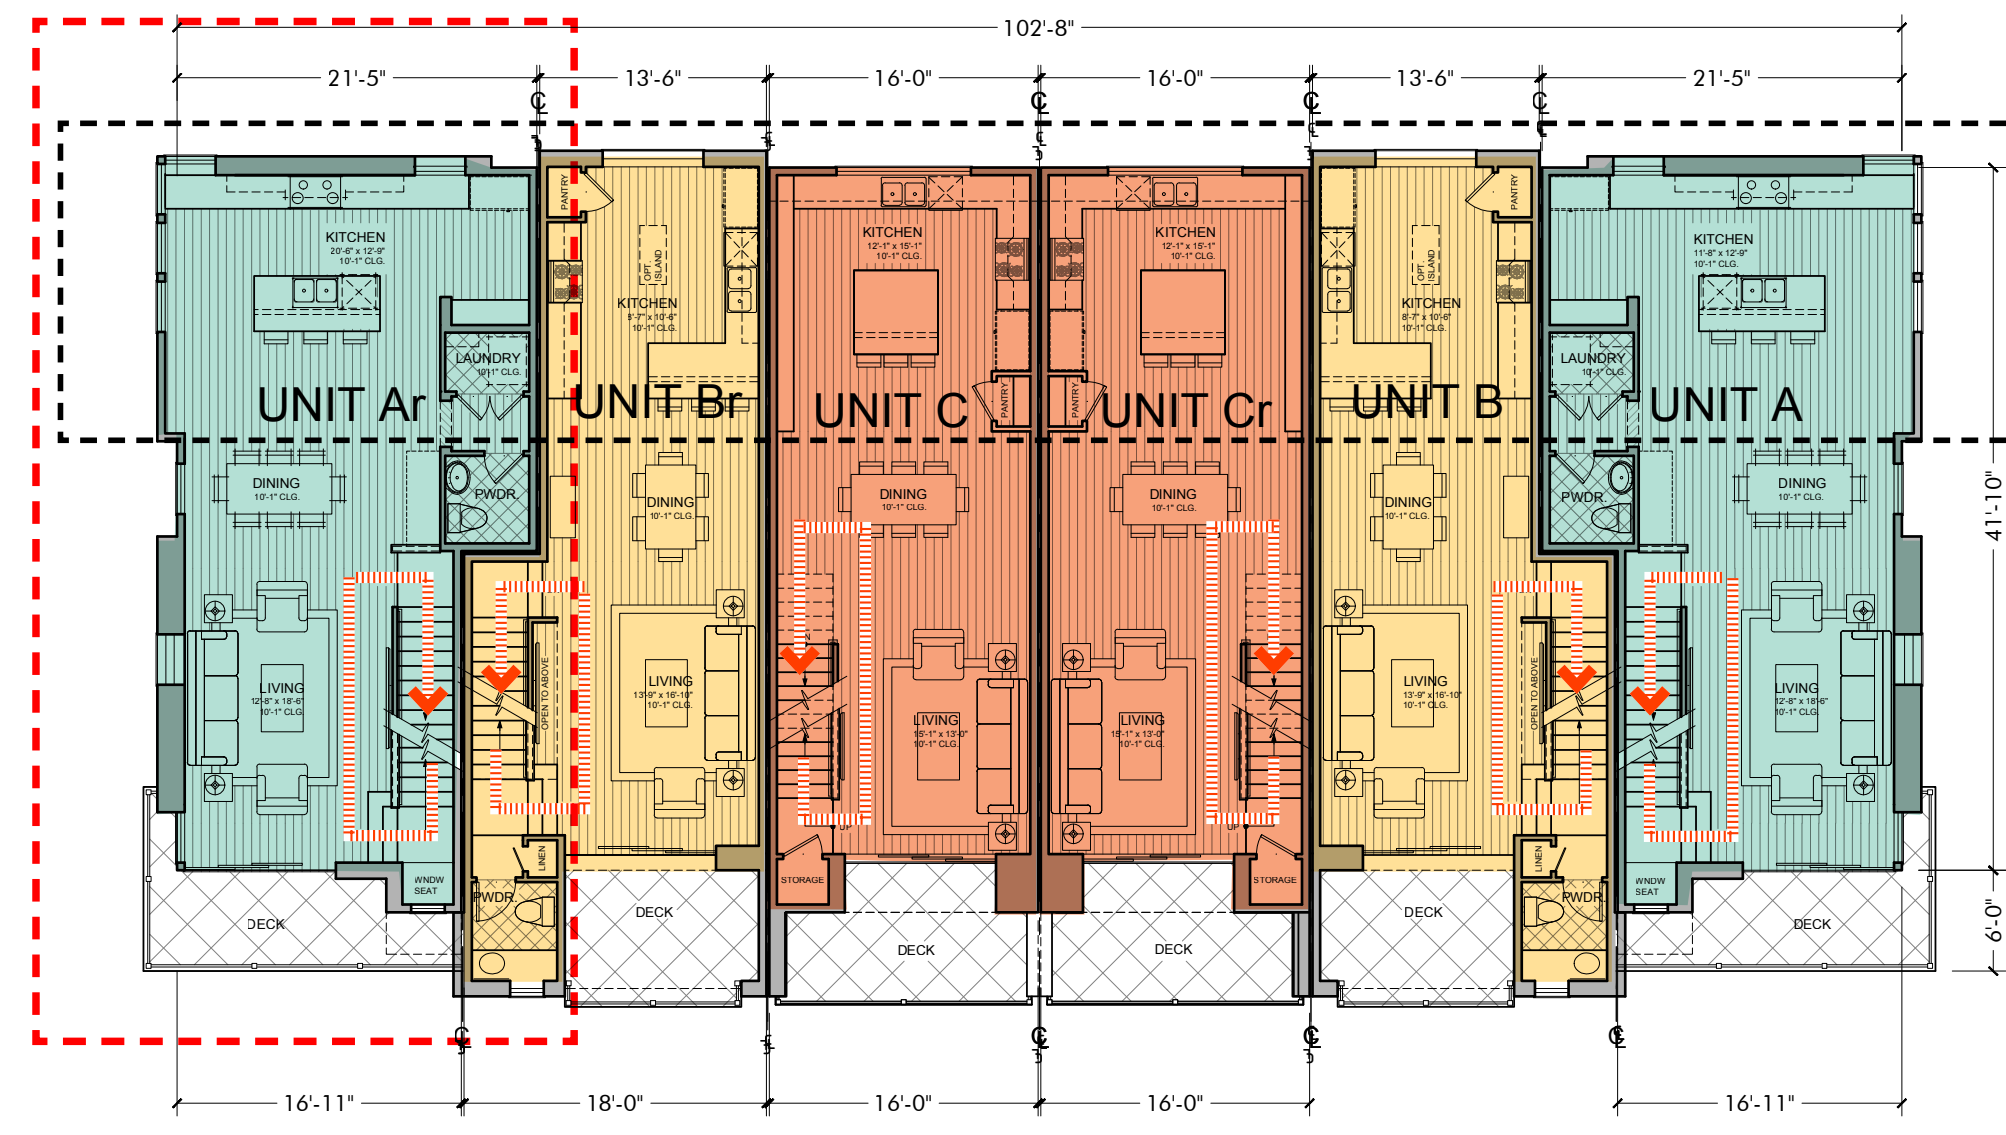 102'-8"
21'-5"
13'-6"
16'-0"
16'-0"
13'-6"
21'-5"
UNIT Ar
KITCHEN
20'-6" x 12'-9"
10'-1" CLG.
LAUNDRY
10'-1" CLG.
PWDR.
DINING
10'-1" CLG.
LIVING
12'-8" x 18'-6"
10'-1" CLG.
WNDW
SEAT
DECK
UNIT Br
PANTRY
OPT.
ISLAND
KITCHEN
8'-7" x 10'-6"
10'-1" CLG.
DINING
10'-1" CLG.
OPEN TO ABOVE
LIVING
13'-9" x 16'-10"
10'-1" CLG.
LINEN
PWDR.
DECK
UNIT C
KITCHEN
12'-1" x 15'-1"
10'-1" CLG.
PANTRY
DINING
10'-1" CLG.
LIVING
15'-1" x 13'-0"
10'-1" CLG.
UP
STORAGE
DECK
UNIT Cr
KITCHEN
12'-1" x 15'-1"
10'-1" CLG.
PANTRY
DINING
10'-1" CLG.
LIVING
15'-1" x 13'-0"
10'-1" CLG.
UP
STORAGE
DECK
UNIT B
PANTRY
OPT.
ISLAND
KITCHEN
8'-7" x 10'-6"
10'-1" CLG.
DINING
10'-1" CLG.
OPEN TO ABOVE
LIVING
13'-9" x 16'-10"
10'-1" CLG.
LINEN
PWDR.
DECK
UNIT A
KITCHEN
11'-8" x 12'-9"
10'-1" CLG.
LAUNDRY
10'-1" CLG.
PWDR.
DINING
10'-1" CLG.
LIVING
12'-8" x 18'-6"
10'-1" CLG.
WNDW
SEAT
DECK
41'-10"
6'-0"
16'-11"
18'-0"
16'-0"
16'-0"
16'-11"